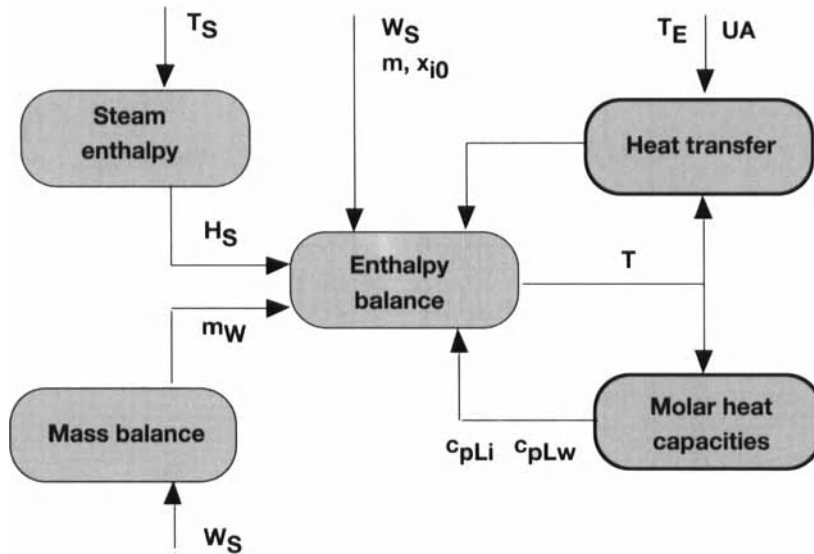 T_S
W_S
m, x_i0
T_E UA
Steam
enthalpy
Heat transfer
H_S
Enthalpy
balance
T
m_W
Mass balance
Molar heat
capacities
c_pLi c_pLw
W_S